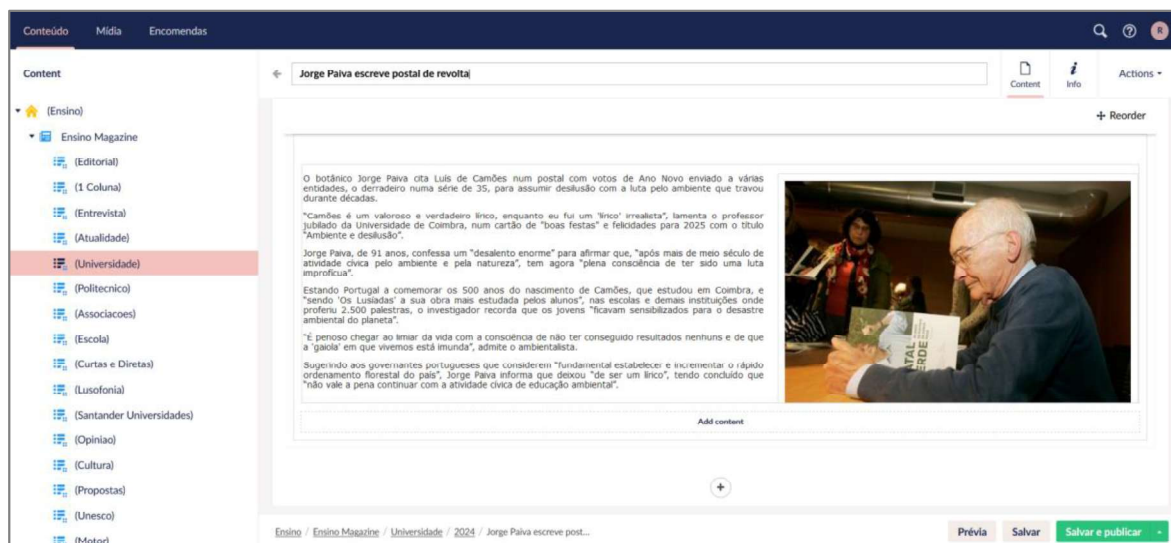 Conteúdo Mídia Encomendas
R
Content
Jorge Paiva escreve postal de revolta
Content
Info
Actions
Reorder
(Ensino)
Ensino Magazine
(Editorial)
(1 Coluna)
(Entrevista)
(Atualidade)
(Universidade)
(Politecnico)
(Associacoes)
(Escola)
(Curtas e Diretas)
(Lusofonia)
(Santander Universidades)
(Opiniao)
(Cultura)
(Propostas)
(Unesco)
(Motor)
O botânico Jorge Paiva cita Luís de Camões num postal com votos de Ano Novo enviado a várias
entidades, o derradeiro numa série de 35, para assumir desilusão com a luta pelo ambiente que travou
durante décadas.
"Camões é um valoroso e verdadeiro lírico, enquanto eu fui um 'lírico' irrealista", lamenta o professor
jubilado da Universidade de Coimbra, num cartão de "boas festas" e felicidades para 2025 com o título
"Ambiente e desilusão".
Jorge Paiva, de 91 anos, confessa um "desalento enorme" para afirmar que, "após mais de meio século de
atividade cívica pelo ambiente e pela natureza", tem agora "plena consciência de ter sido uma luta
improfícua".
Estando Portugal a comemorar os 500 anos do nascimento de Camões, que estudou em Coimbra, e
"sendo 'Os Lusíadas' a sua obra mais estudada pelos alunos", nas escolas e demais instituições onde
proferiu 2.500 palestras, o investigador recorda que os jovens "ficavam sensibilizados para o desastre
ambiental do planeta".
"É penoso chegar ao limiar da vida com a consciência de não ter conseguido resultados nenhuns e de que
a 'gaiola' em que vivemos está imunda", admite o ambientalista.
Sugerindo aos governantes portugueses que considerem "fundamental estabelecer e incrementar o rápido
ordenamento florestal do país", Jorge Paiva informa que deixou "de ser um lírico", tendo concluído que
"não vale a pena continuar com a atividade cívica de educação ambiental".
Add content
Ensino / Ensino Magazine / Universidade / 2024 / Jorge Paiva escreve post...
Prévia Salvar Salvar e publicar